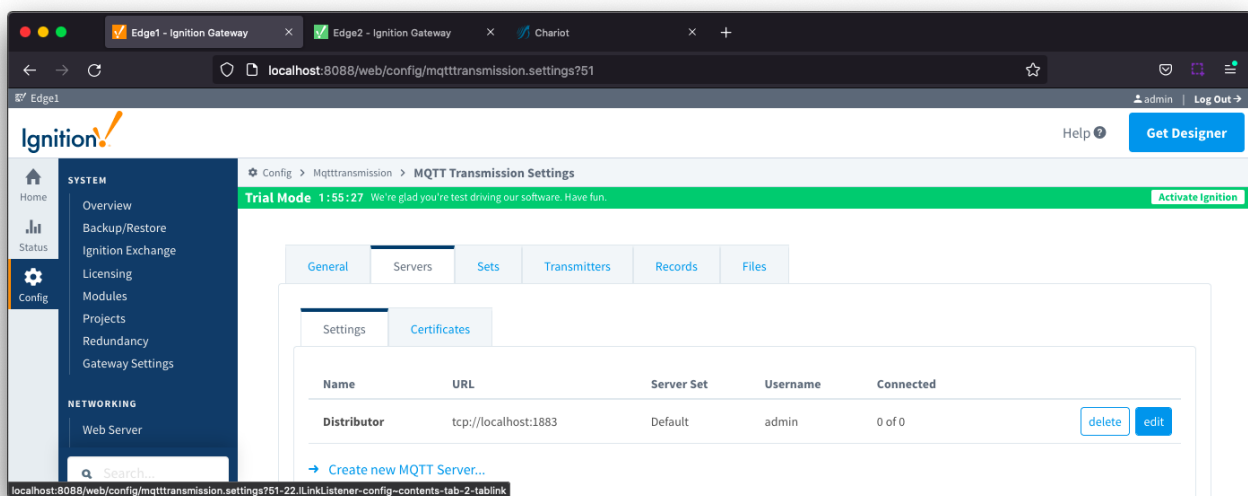 Edge1 - Ignition Gateway
Edge2 - Ignition Gateway
Chariot
localhost:8088/web/config/mqtttransmission.settings?51
Edge1
admin | Log Out
Ignition!
Help
Get Designer
Home
Status
Config
SYSTEM
Overview
Backup/Restore
Ignition Exchange
Licensing
Modules
Projects
Redundancy
Gateway Settings
NETWORKING
Web Server
Search...
Config > Mqtttransmission > MQTT Transmission Settings
Trial Mode 1:55:27 We're glad you're test driving our software. Have fun. Activate Ignition
General Servers Sets Transmitters Records Files
Settings Certificates
Name URL Server Set Username Connected
Distributor tcp://localhost:1883 Default admin 0 of 0 delete edit
→ Create new MQTT Server...
localhost:8088/web/config/mqtttransmission.settings?51-22.ILinkListener-config~contents-tab-2-tablink